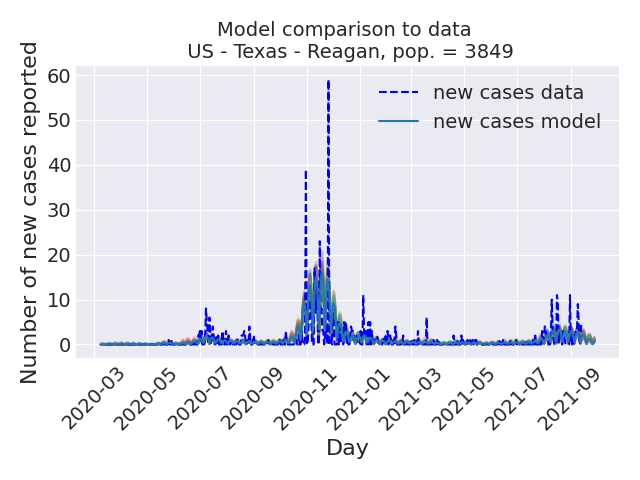 Model comparison to data
US - Texas - Reagan, pop. = 3849
Number of new cases reported
60
50
40
30
20
10
0
new cases data
new cases model
2020-03
2020-05
2020-07
2020-09
2020-11
2021-01
2021-03
2021-05
2021-07
2021-09
Day